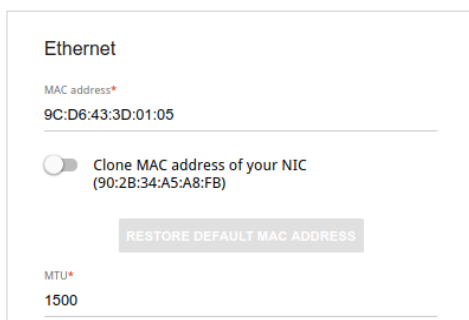 Ethernet
MAC address*
9C:D6:43:3D:01:05
Clone MAC address of your NIC
(90:2B:34:A5:A8:FB)
RESTORE DEFAULT MAC ADDRESS
MTU*
1500